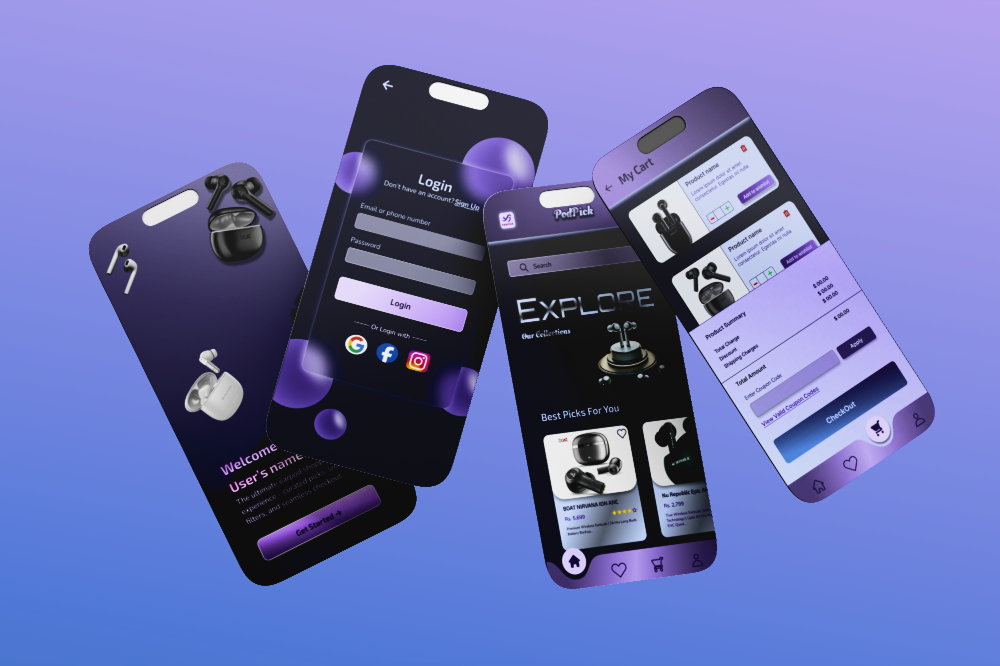 Welcome
User's name
The ultimate earpod shopp
experience - curated picks
filters, and seamless checkout
Get Started →
Login
Don't have an account? Sign Up
Email or phone number
Password
Login
Or Login with
PodPick
Search
EXPLORE
Our Collections
Best Picks For You
BOAT NIRVANA ION ANC
Rs. 1,699
Nu Republic Epic
Rs. 2,799
My Cart
Product name
Lorem ipsum dolor sit amet
consectetur. Egestas mi nulla
Add to wishlist
Product name
Lorem ipsum dolor sit amet
consectetur. Egestas mi nulla
Add to wishlist
Product Summary
Total Charge
$ 00.00
Discount
$ 00.00
Shipping Charges
$ 00.00
Total Amount
$ 00.00
Enter Coupon Code
Apply
View Valid Coupon Codes
CheckOut